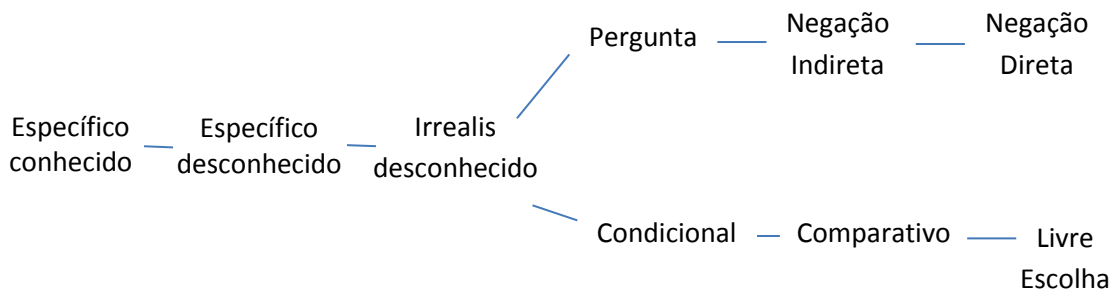 Pergunta
Negação
Indireta
Negação
Direta
Específico
conhecido
Específico
desconhecido
Irrealis
desconhecido
Condicional
Comparativo
Livre
Escolha